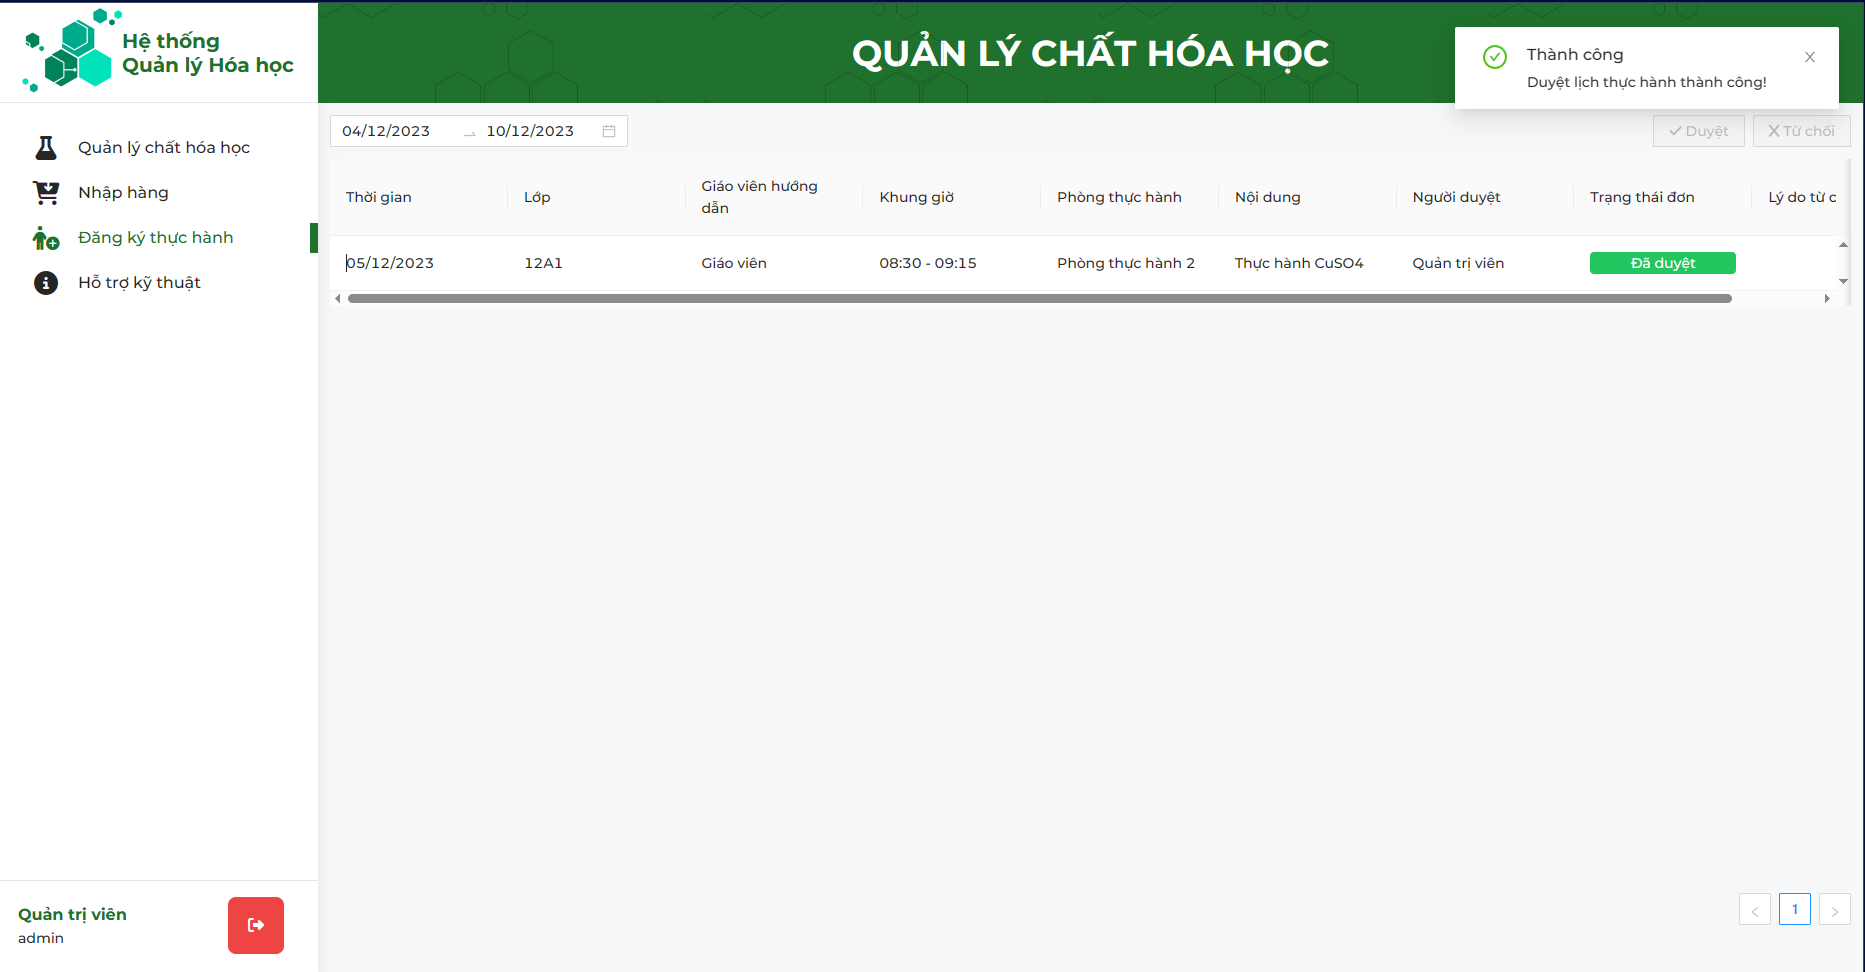 Hệ thống
Quản lý Hóa học
QUẢN LÝ CHẤT HÓA HỌC
Thành công
Duyệt lịch thực hành thành công!
Quản lý chất hóa học
Nhập hàng
Đăng ký thực hành
Hỗ trợ kỹ thuật
04/12/2023
10/12/2023
Duyệt
Từ chối
Thời gian
Lớp
Giáo viên hướng
dẫn
Khung giờ
Phòng thực hành
Nội dung
Người duyệt
Trạng thái đơn
Lý do từ c
05/12/2023
12A1
Giáo viên
08:30 - 09:15
Phòng thực hành 2
Thực hành CuSO4
Quản trị viên
Đã duyệt
Quản trị viên
admin
1